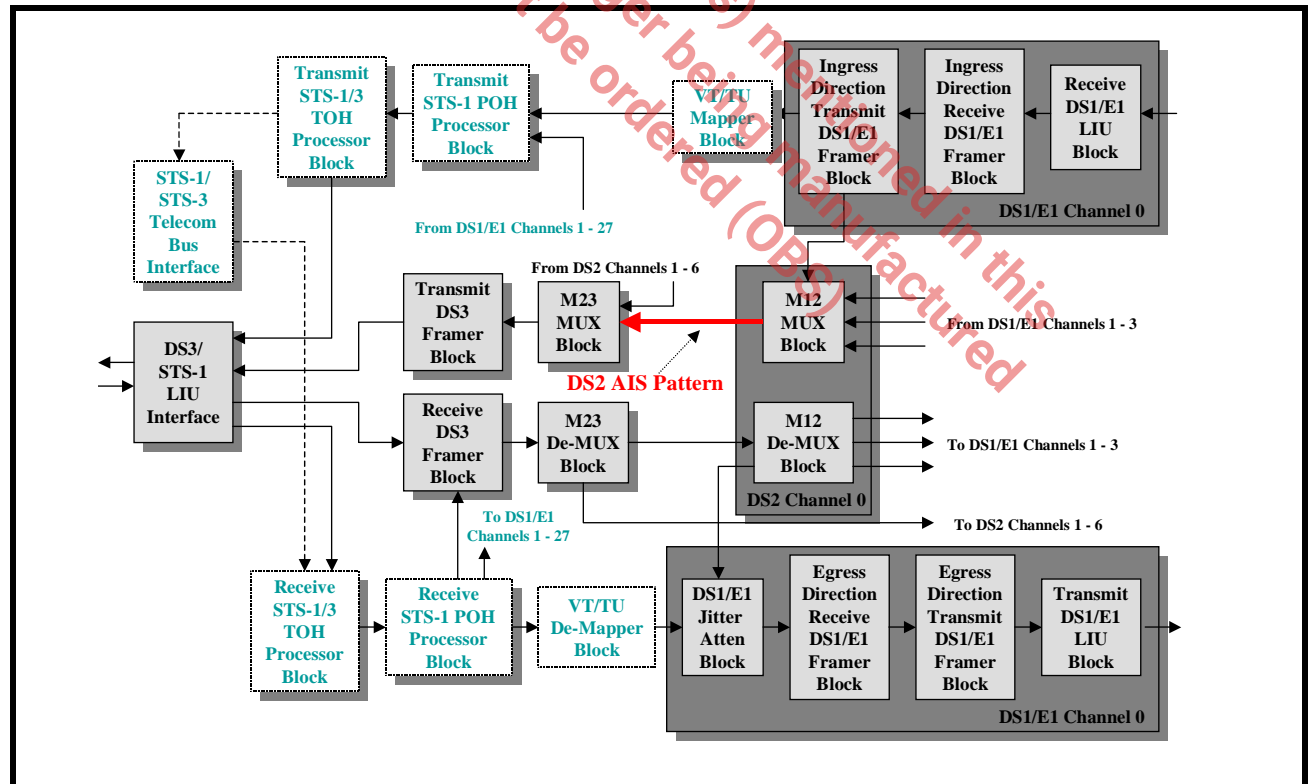 Transmit
STS-1/3
TOH
Processor
Block
Transmit
STS-1 POH
Processor
Block
VT/TU
Mapper
Block
Ingress
Direction
Transmit
DS1/E1
Framer
Block
Ingress
Direction
Receive
DS1/E1
Framer
Block
Receive
DS1/E1
LIU
Block
DS1/E1 Channel 0
STS-1/
STS-3
Telecom
Bus
Interface
From DS1/E1 Channels 1 - 27
From DS2 Channels 1 - 6
Transmit
DS3
Framer
Block
M23
MUX
Block
M12
MUX
Block
From DS1/E1 Channels 1 - 3
DS2 AIS Pattern
DS3/
STS-1
LIU
Interface
Receive
DS3
Framer
Block
M23
De-MUX
Block
M12
De-MUX
Block
To DS1/E1 Channels 1 - 3
DS2 Channel 0
To DS1/E1
Channels 1 - 27
To DS2 Channels 1 - 6
Receive
STS-1/3
TOH
Processor
Block
Receive
STS-1 POH
Processor
Block
VT/TU
De-Mapper
Block
DS1/E1
Jitter
Atten
Block
Egress
Direction
Receive
DS1/E1
Framer
Block
Egress
Direction
Transmit
DS1/E1
Framer
Block
Transmit
DS1/E1
LIU
Block
DS1/E1 Channel 0
mentioned in this
being manufactured
be ordered (OBS)